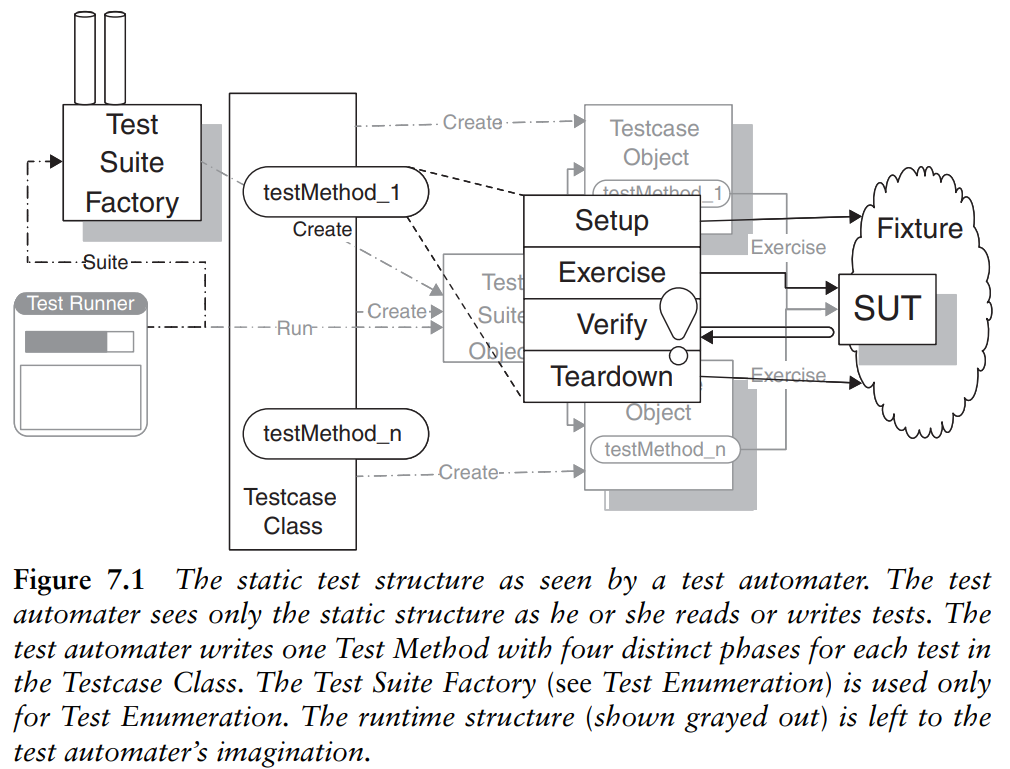 Test
Suite
Factory
Suite
Test Runner
Run
testMethod_1
Create
testMethod_n
Testcase
Class
Create
Create
Create
Testcase
Object
testMethod_1
Test
Suite
Objec
Setup
Exercise
Verify
Teardown
Object
testMethod_n
Exercise
Exercise
Fixture
SUT
Figure 7.1 The static test structure as seen by a test automater. The test
automater sees only the static structure as he or she reads or writes tests. The
test automater writes one Test Method with four distinct phases for each test in
the Testcase Class. The Test Suite Factory (see Test Enumeration) is used only
for Test Enumeration. The runtime structure (shown grayed out) is left to the
test automater's imagination.